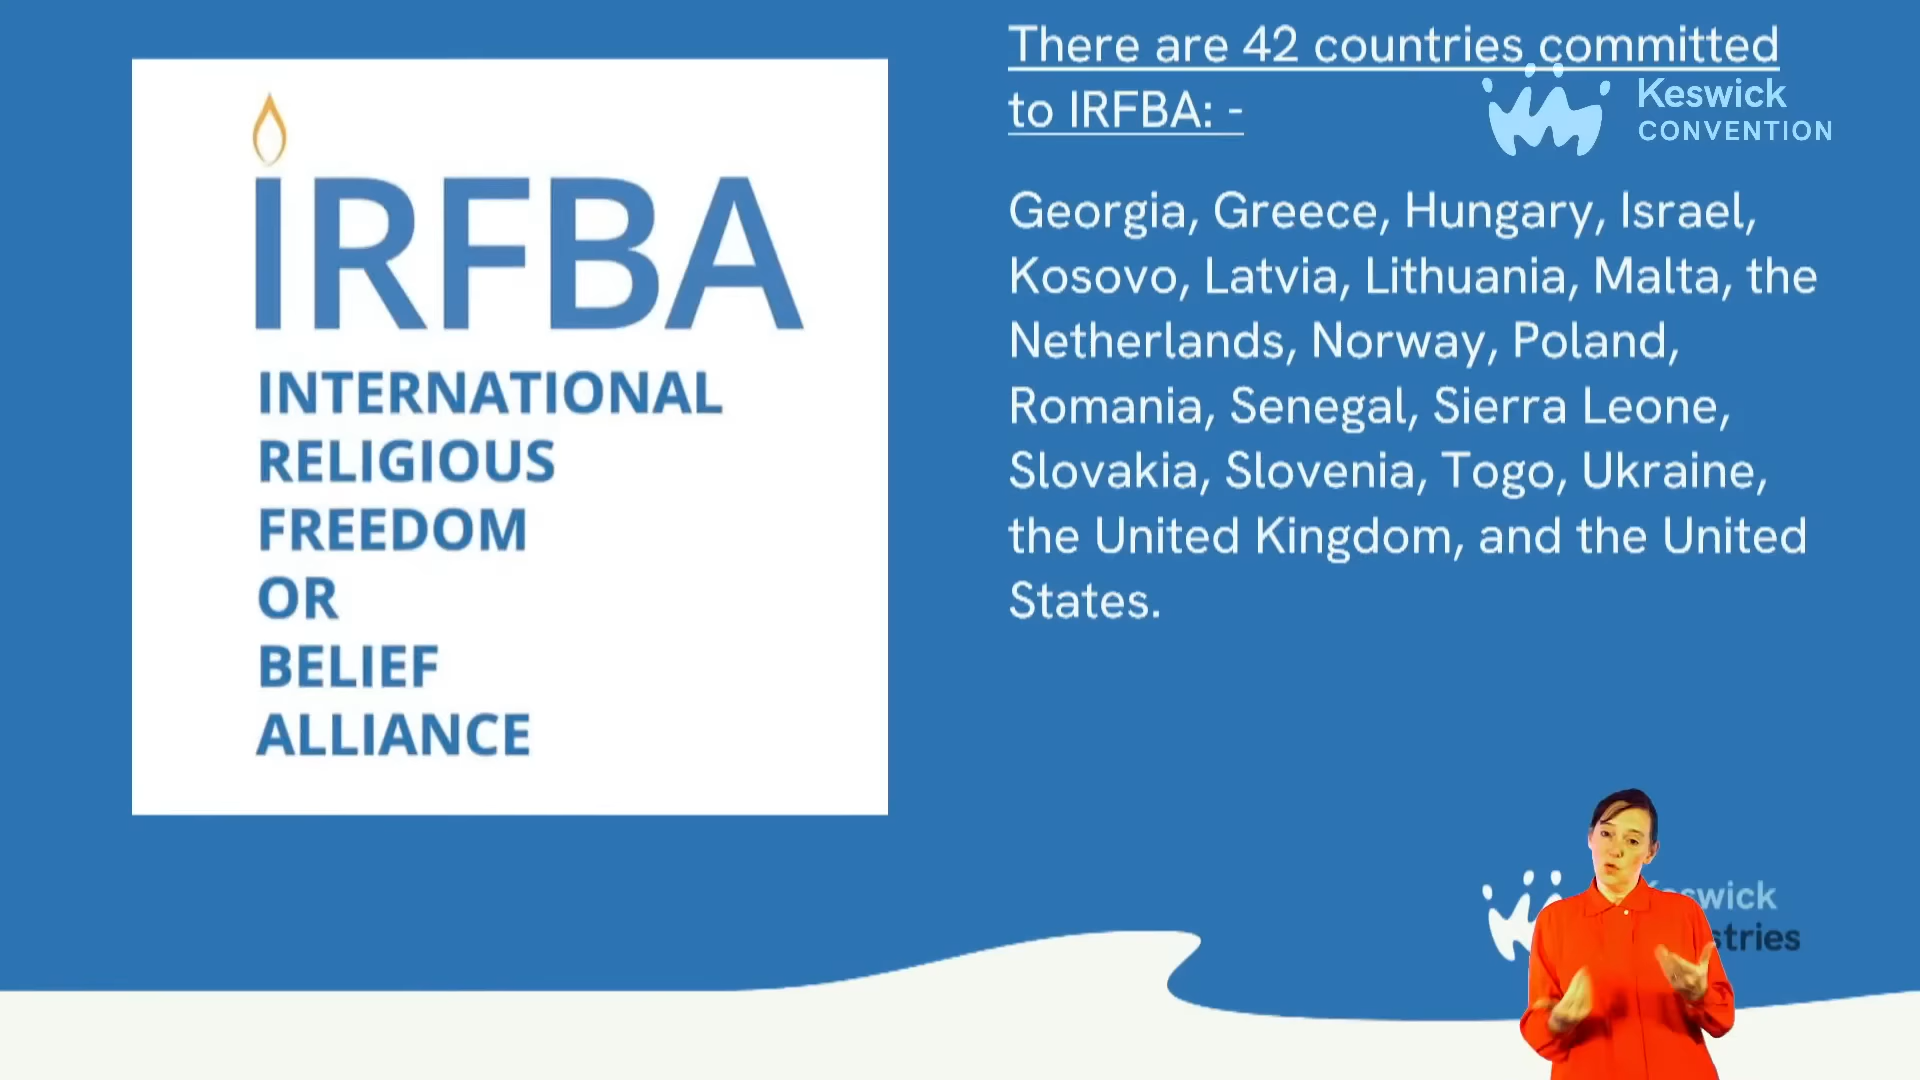 IRFBA
INTERNATIONAL
RELIGIOUS
FREEDOM
OR
BELIEF
ALLIANCE
There are 42 countries committed
to IRFBA: -
Keswick
CONVENTION
Georgia, Greece, Hungary, Israel,
Kosovo, Latvia, Lithuania, Malta, the
Netherlands, Norway, Poland,
Romania, Senegal, Sierra Leone,
Slovakia, Slovenia, Togo, Ukraine,
the United Kingdom, and the United
States.